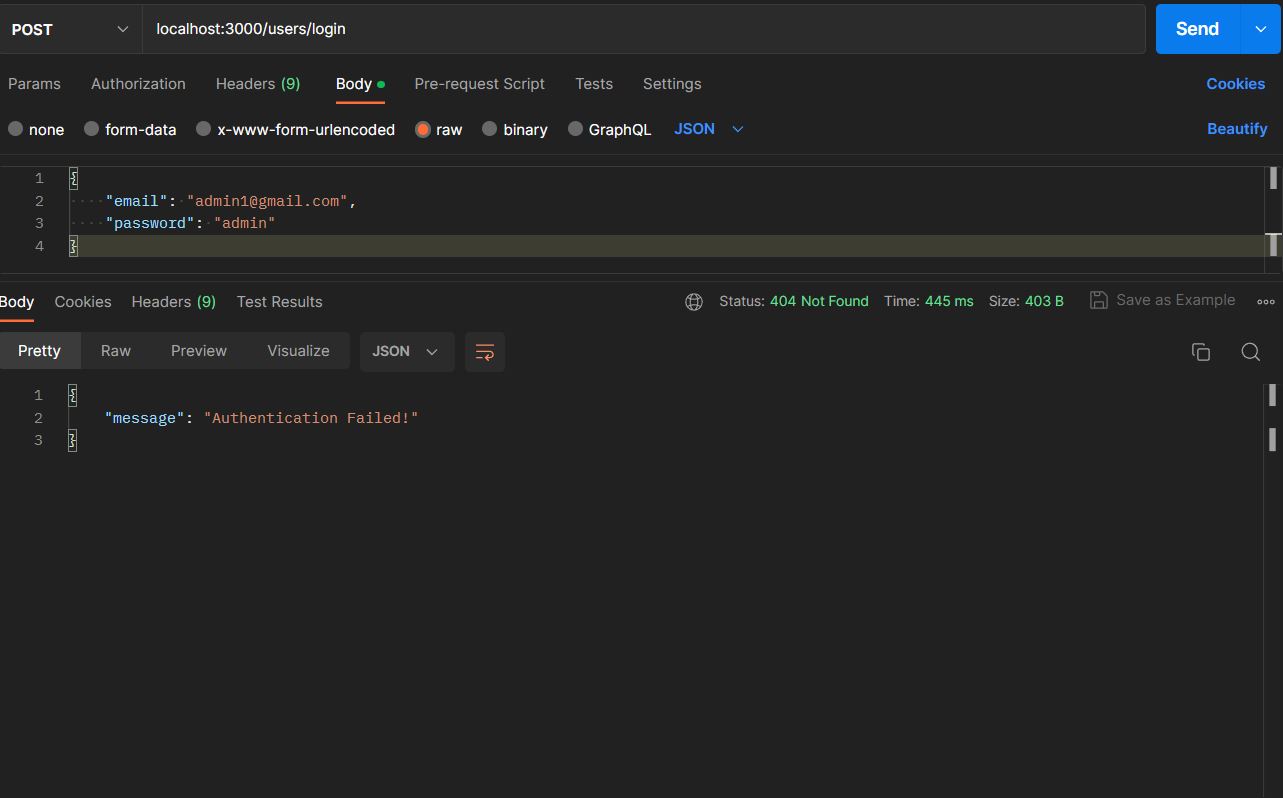 POST localhost:3000/users/login Send
Params Authorization Headers (9) Body Pre-request Script Tests Settings Cookies
none form-data x-www-form-urlencoded raw binary GraphQL JSON Beautify
1 {
2 "email": "admin1@gmail.com",
3 "password": "admin"
4 }
Body Cookies Headers (9) Test Results Status: 404 Not Found Time: 445 ms Size: 403 B Save as Example
Pretty Raw Preview Visualize JSON
1 {
2 "message": "Authentication Failed!"
3 }